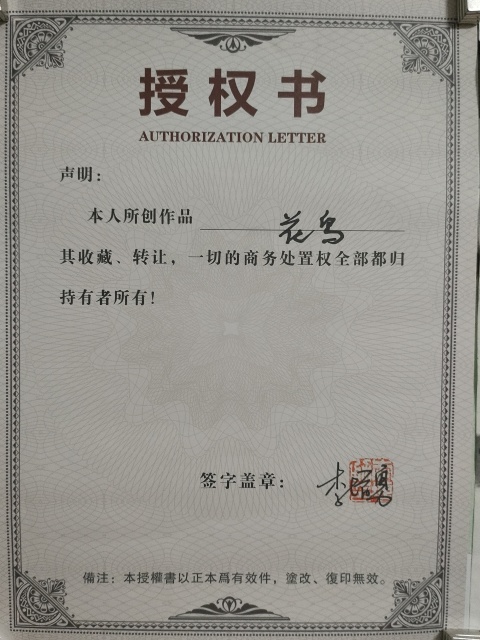 授权书
AUTHORIZATION LETTER
声明：
本人所创作品 花鸟
其收藏、转让，一切的商务处置权全部都归
持有者所有！
签字盖章：
備注：本授權書以正本爲有效件，塗改、復印無效。